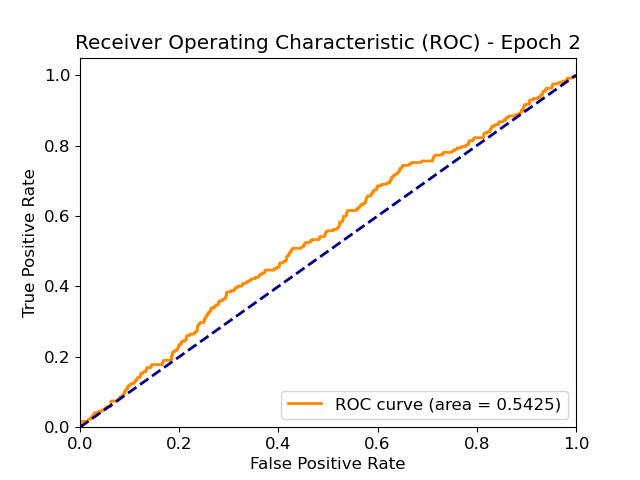 Receiver Operating Characteristic (ROC) - Epoch 2
True Positive Rate
1.0
0.8
0.6
0.4
0.2
0.0
ROC curve (area = 0.5425)
0.0 0.2 0.4 0.6 0.8 1.0
False Positive Rate